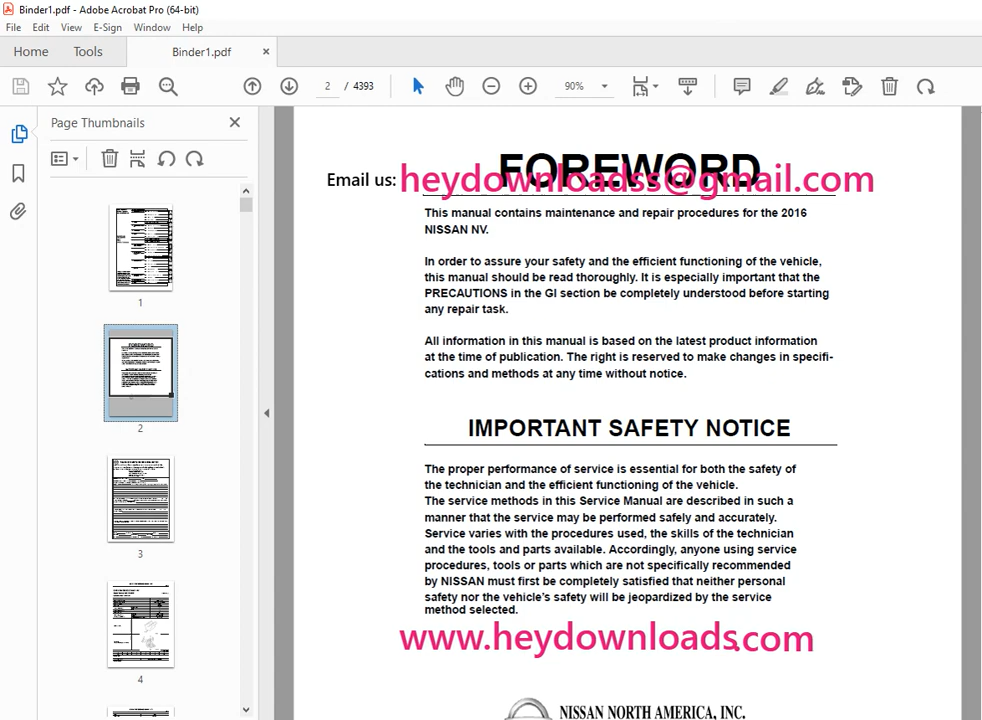 Binder1.pdf - Adobe Acrobat Pro (64-bit)
File Edit View E-Sign Window Help
Home Tools Binder1.pdf ×
2 / 4393 90%
Page Thumbnails
1
2
3
4
FOREWORD
Email us: heydownloadss@gmail.com
This manual contains maintenance and repair procedures for the 2016
NISSAN NV.
In order to assure your safety and the efficient functioning of the vehicle,
this manual should be read thoroughly. It is especially important that the
PRECAUTIONS in the GI section be completely understood before starting
any repair task.
All information in this manual is based on the latest product information
at the time of publication. The right is reserved to make changes in specifi-
cations and methods at any time without notice.
IMPORTANT SAFETY NOTICE
The proper performance of service is essential for both the safety of
the technician and the efficient functioning of the vehicle.
The service methods in this Service Manual are described in such a
manner that the service may be performed safely and accurately.
Service varies with the procedures used, the skills of the technician
and the tools and parts available. Accordingly, anyone using service
procedures, tools or parts which are not specifically recommended
by NISSAN must first be completely satisfied that neither personal
safety nor the vehicle's safety will be jeopardized by the service
method selected.
www.heydownloads.com
NISSAN NORTH AMERICA, INC.